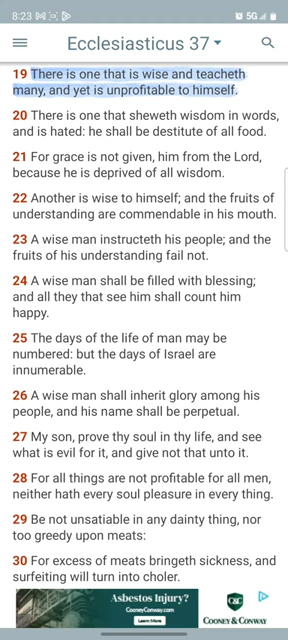 8:23
5G
Ecclesiasticus 37
19 There is one that is wise and teacheth
many, and yet is unprofitable to himself.
20 There is one that sheweth wisdom in words,
and is hated: he shall be destitute of all food.
21 For grace is not given, him from the Lord,
because he is deprived of all wisdom.
22 Another is wise to himself; and the fruits of
understanding are commendable in his mouth.
23 A wise man instructeth his people; and the
fruits of his understanding fail not.
24 A wise man shall be filled with blessing;
and all they that see him shall count him
happy.
25 The days of the life of man may be
numbered: but the days of Israel are
innumerable.
26 A wise man shall inherit glory among his
people, and his name shall be perpetual.
27 My son, prove thy soul in thy life, and see
what is evil for it, and give not that unto it.
28 For all things are not profitable for all men,
neither hath every soul pleasure in every thing.
29 Be not unsatiable in any dainty thing, nor
too greedy upon meats:
30 For excess of meats bringeth sickness, and
surfeiting will turn into choler.
Asbestos Injury?
CooneyConway.com
Learn More
C&C
COONEY & CONWAY